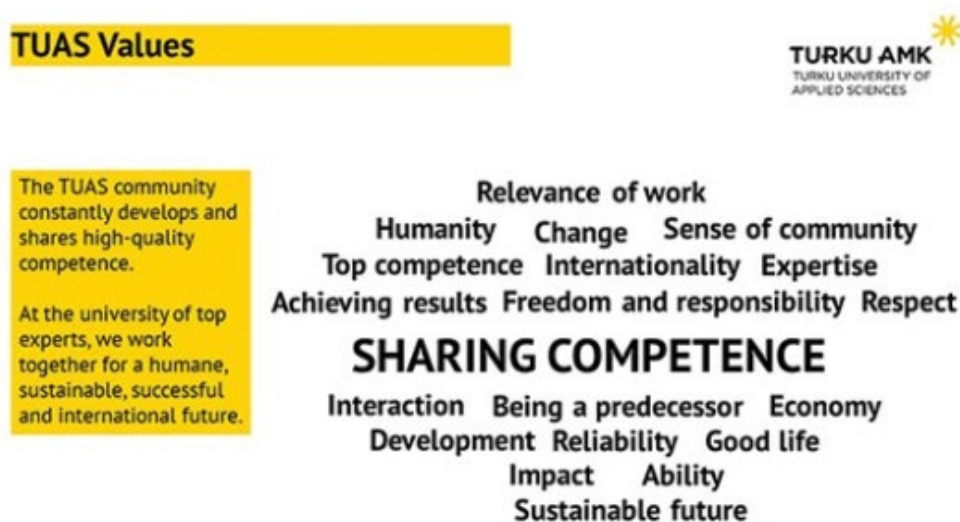 TUAS Values
TURKU AMK
TURKU UNIVERSITY OF
APPLIED SCIENCES
The TUAS community
constantly develops and
shares high-quality
competence.
At the university of top
experts, we work
together for a humane,
sustainable, successful
and international future.
Relevance of work
Humanity Change Sense of community
Top competence Internationality Expertise
Achieving results Freedom and responsibility Respect
SHARING COMPETENCE
Interaction Being a predecessor Economy
Development Reliability Good life
Impact Ability
Sustainable future